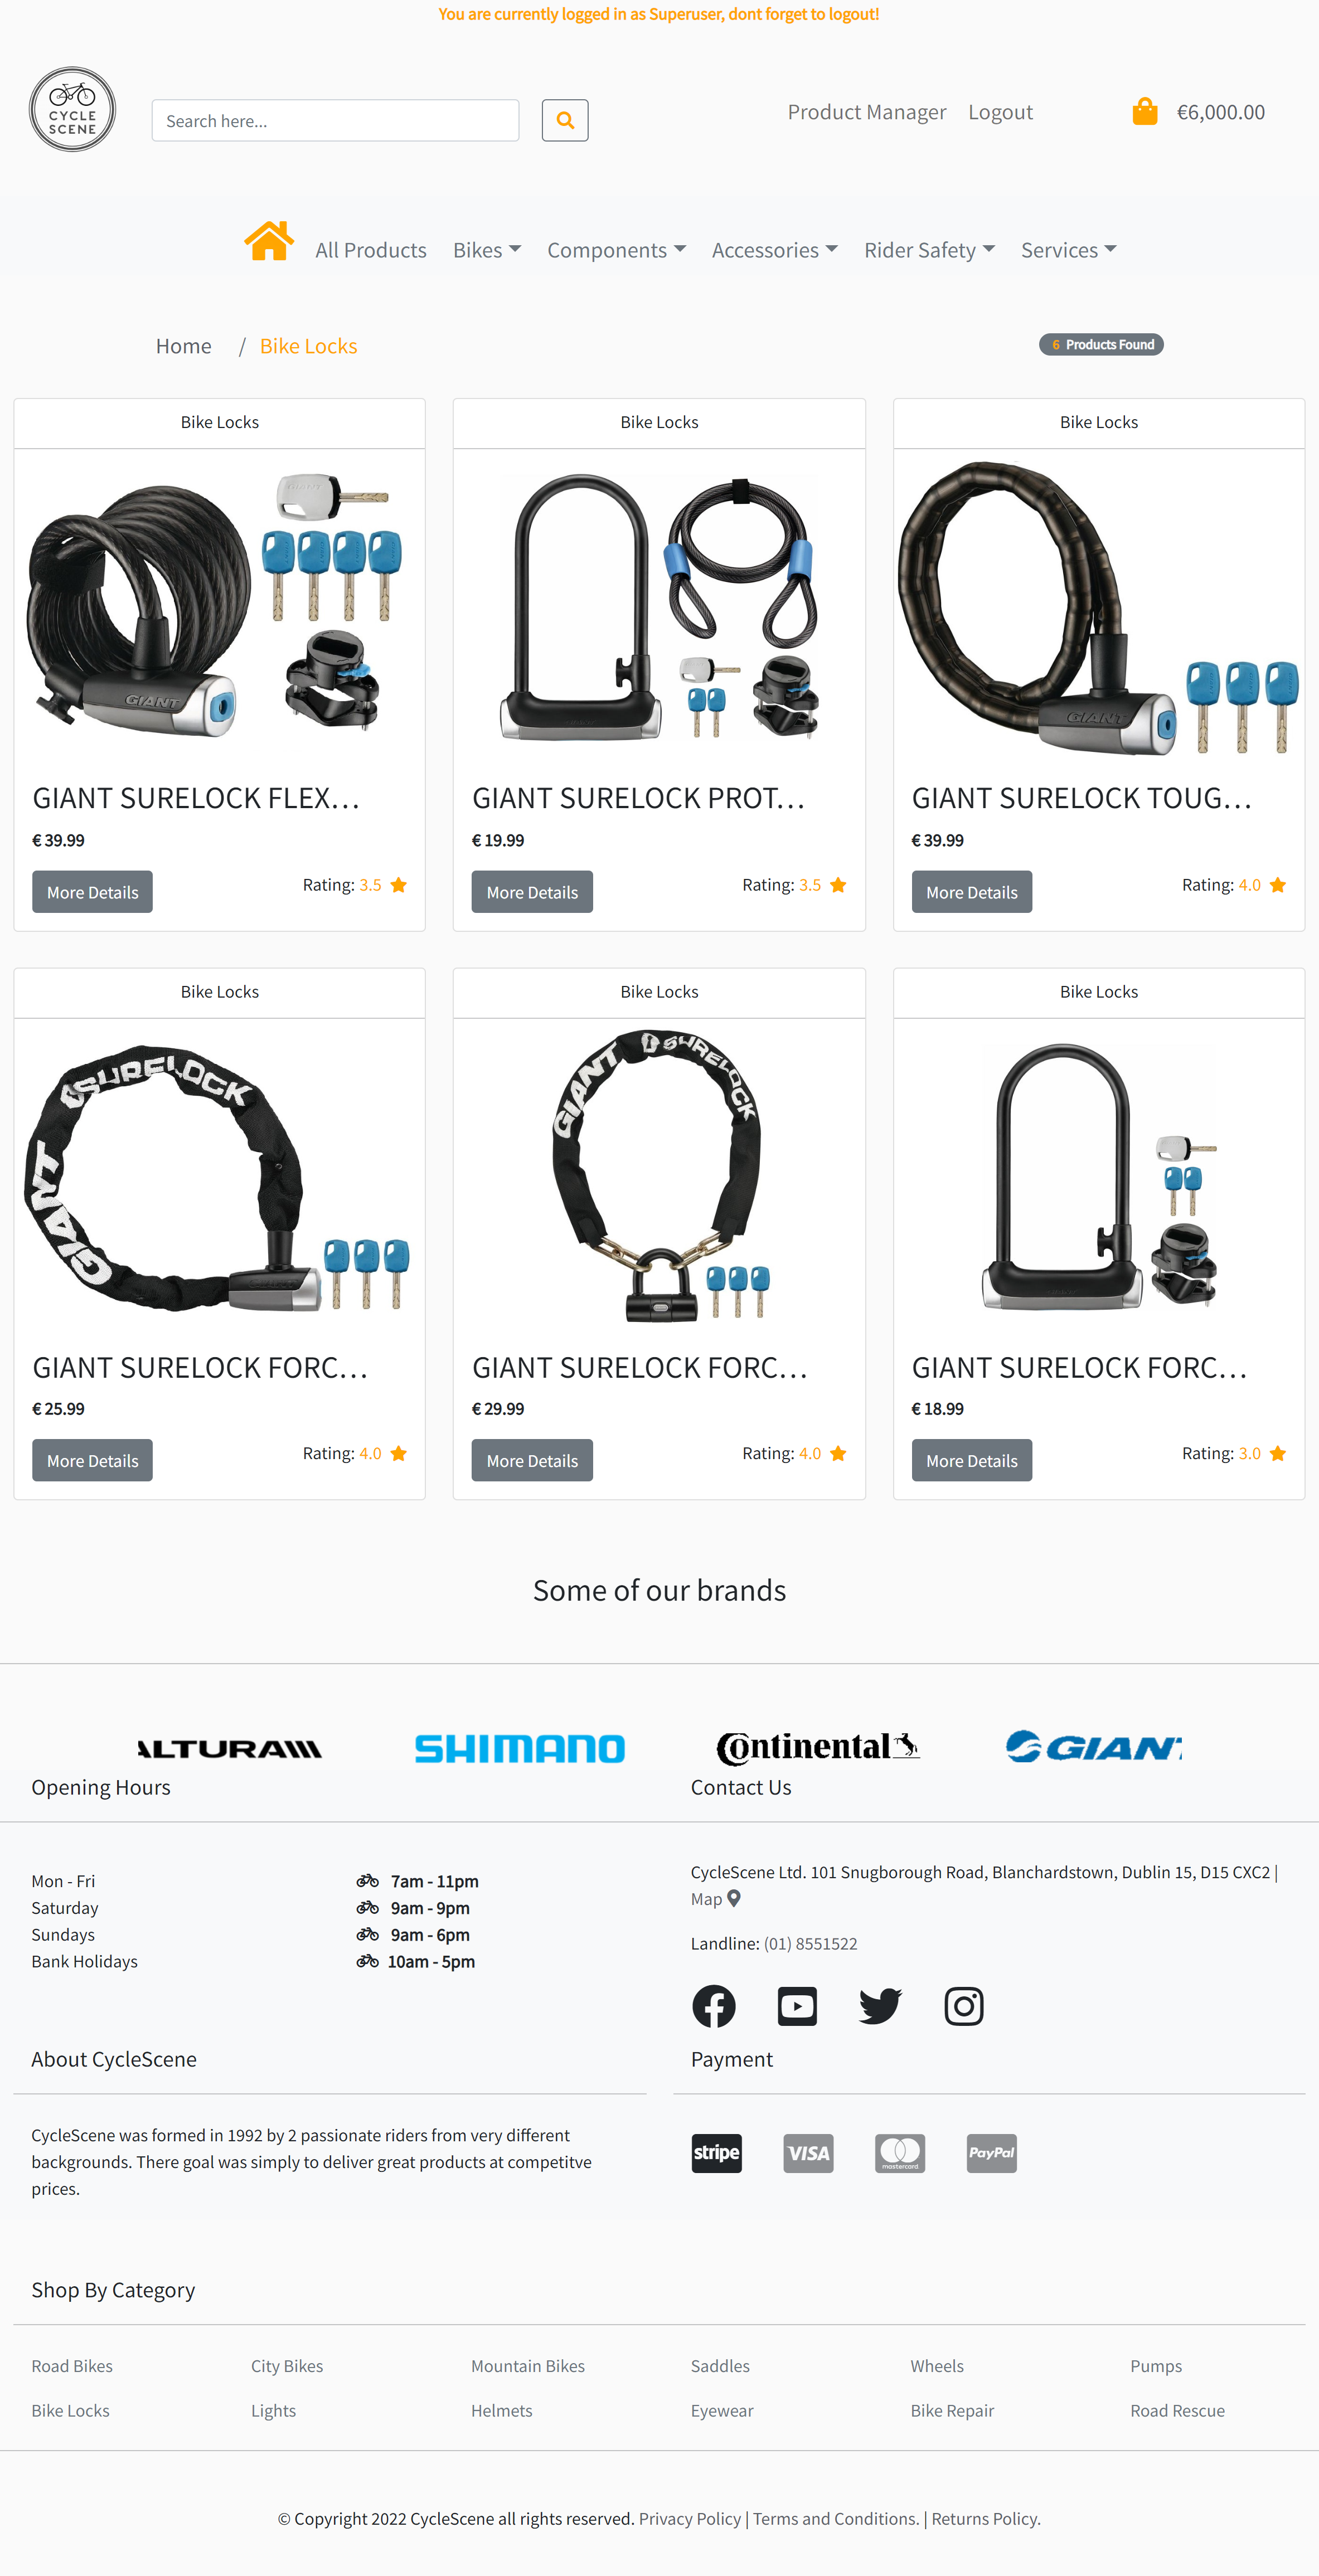 You are currently logged in as Superuser, dont forget to logout!
CYCLE
SCENE
Search here...
Product Manager
Logout
€6,000.00
All Products
Bikes
Components
Accessories
Rider Safety
Services
Home / Bike Locks
6 Products Found
Bike Locks
GIANT
GIANT SURELOCK FLEX...
€ 39.99
More Details
Rating: 3.5
Bike Locks
GIANT SURELOCK PROT...
€ 19.99
More Details
Rating: 3.5
Bike Locks
GIANT
GIANT SURELOCK TOUG...
€ 39.99
More Details
Rating: 4.0
Bike Locks
GIANT SURELOCK
GIANT SURELOCK FORC...
€ 25.99
More Details
Rating: 4.0
Bike Locks
GIANT SURELOCK
GIANT SURELOCK FORC...
€ 29.99
More Details
Rating: 4.0
Bike Locks
GIANT SURELOCK FORC...
€ 18.99
More Details
Rating: 3.0
Some of our brands
ALTURA
SHIMANO
Continental
GIANT
Opening Hours
Mon - Fri 7am - 11pm
Saturday 9am - 9pm
Sundays 9am - 6pm
Bank Holidays 10am - 5pm
Contact Us
CycleScene Ltd. 101 Snugborough Road, Blanchardstown, Dublin 15, D15 CXC2 |
Map
Landline: (01) 8551522
About CycleScene
CycleScene was formed in 1992 by 2 passionate riders from very different
backgrounds. There goal was simply to deliver great products at competitve
prices.
Payment
stripe
VISA
mastercard
PayPal
Shop By Category
Road Bikes
City Bikes
Mountain Bikes
Saddles
Wheels
Pumps
Bike Locks
Lights
Helmets
Eyewear
Bike Repair
Road Rescue
© Copyright 2022 CycleScene all rights reserved. Privacy Policy | Terms and Conditions. | Returns Policy.